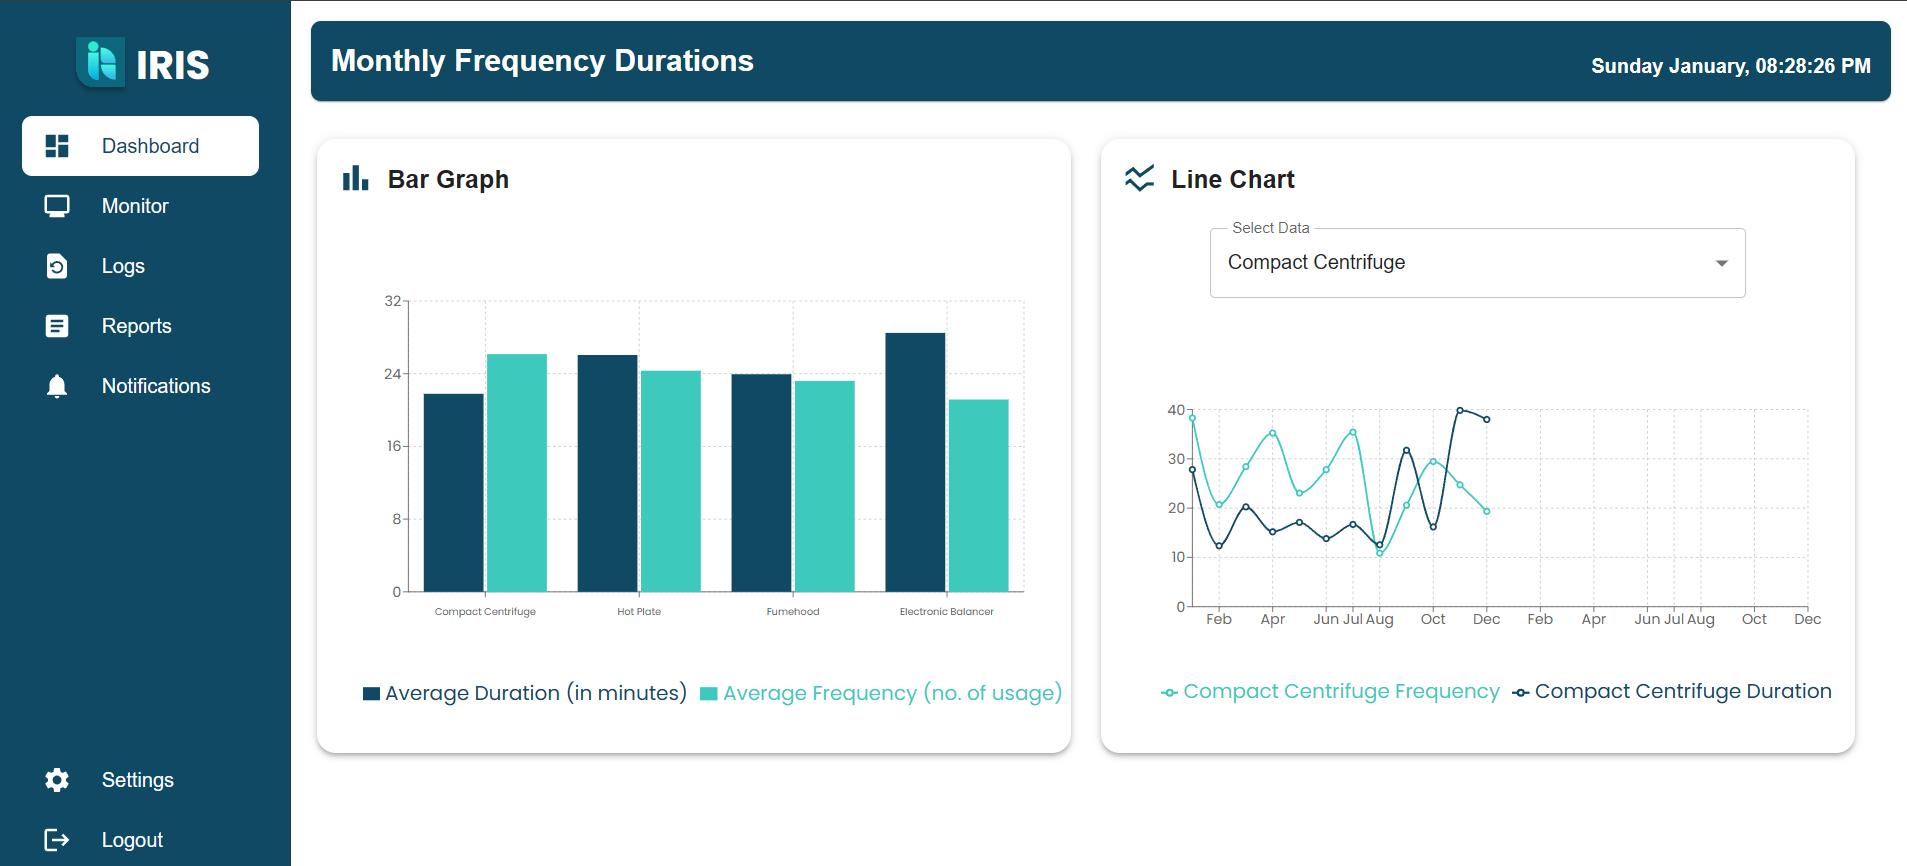 IRIS
Dashboard
Monitor
Logs
Reports
Notifications
Settings
Logout
Monthly Frequency Durations
Sunday January, 08:28:26 PM
Bar Graph
32
24
16
8
0
Compact Centrifuge Hot Plate Fumehood Electronic Balancer
Average Duration (in minutes) Average Frequency (no. of usage)
Line Chart
Select Data
Compact Centrifuge
40
30
20
10
0
Feb Apr Jun Jul Aug Oct Dec Feb Apr Jun Jul Aug Oct Dec
Compact Centrifuge Frequency Compact Centrifuge Duration